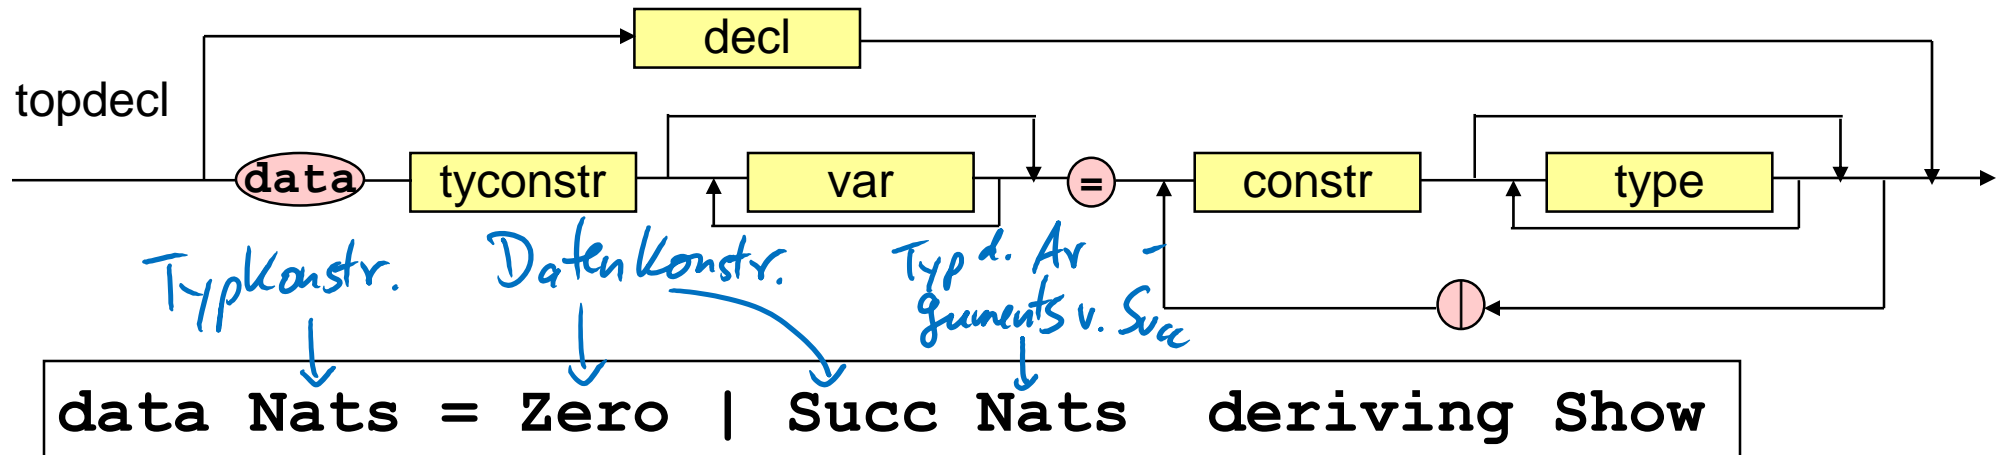 decl
topdecl
data tyconstr var = constr type
Typkonstr. Datenkonstr. Typ d. Ar-
guments v. Succ |
data Nats = Zero | Succ Nats deriving Show